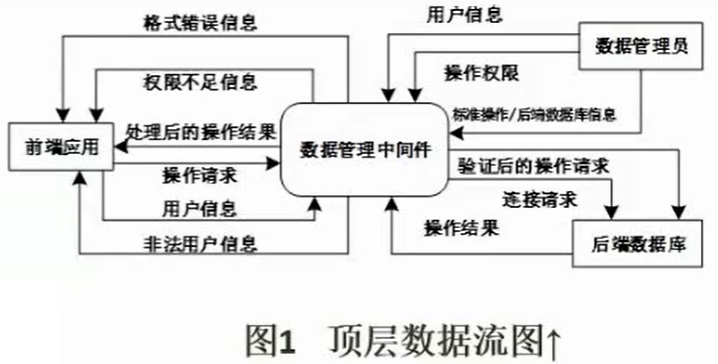 格式错误信息
用户信息
数据管理员
权限不足信息
操作权限
标准操作/后端数据库信息
前端应用
处理后的操作结果
数据管理中间件
操作请求
验证后的操作请求
用户信息
连接请求
非法用户信息
操作结果
后端数据库
图1 顶层数据流图↑